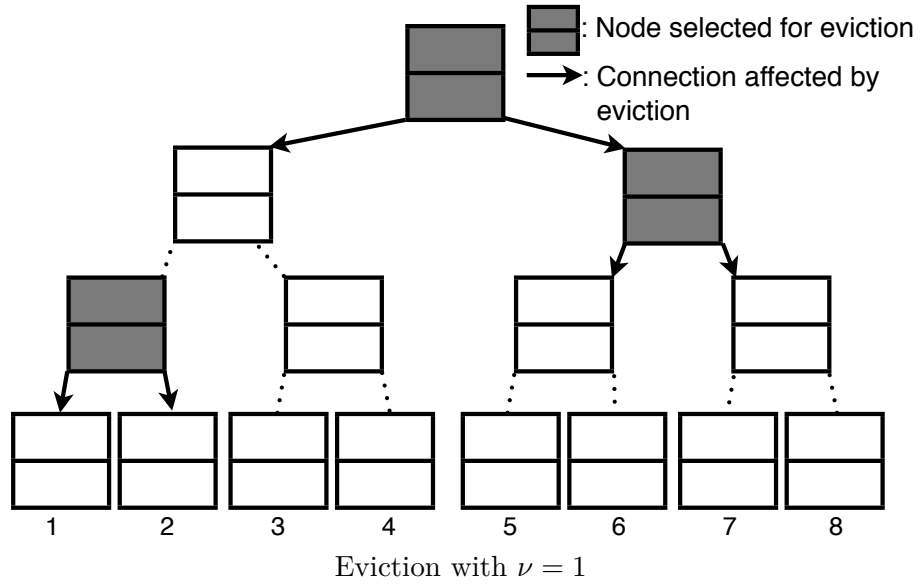 : Node selected for eviction
: Connection affected by
eviction
1 2 3 4 5 6 7 8
Eviction with ν = 1